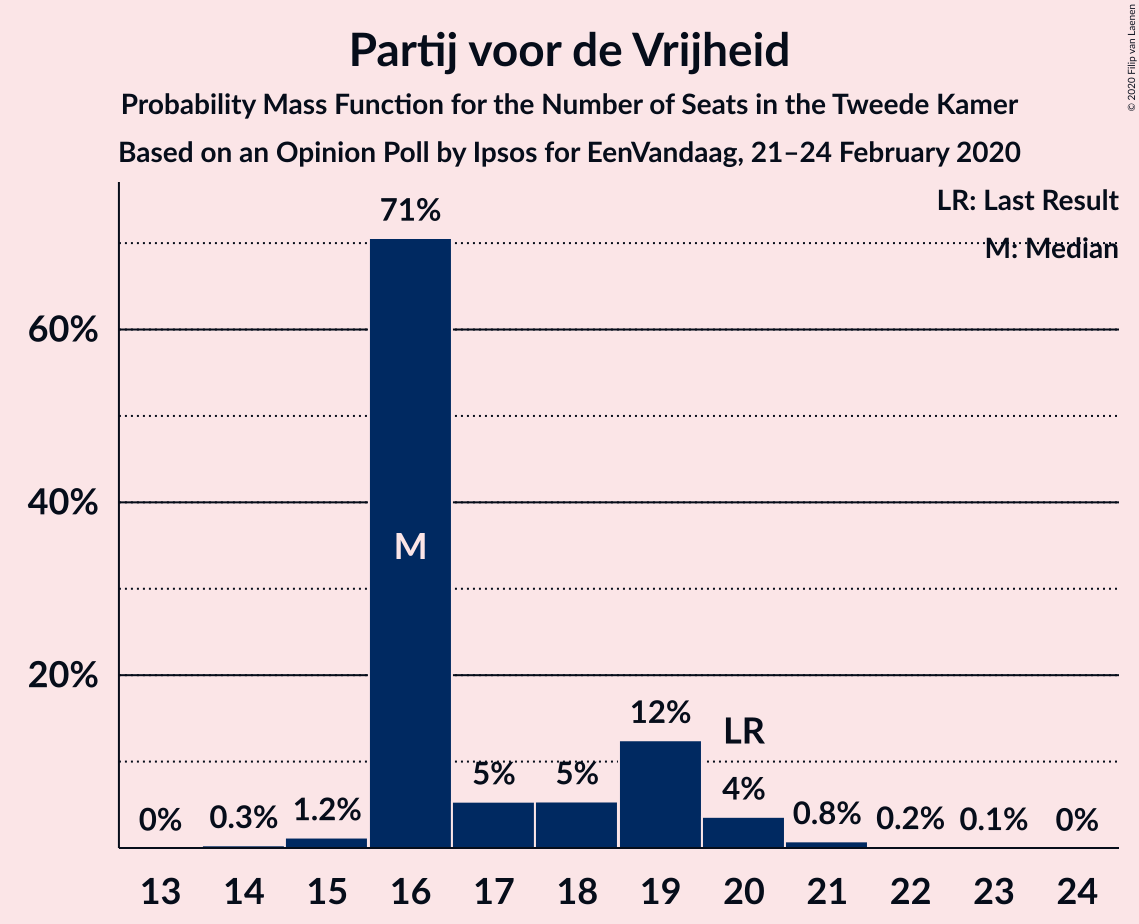 Partij voor de Vrijheid
Probability Mass Function for the Number of Seats in the Tweede Kamer
Based on an Opinion Poll by Ipsos for EenVandaag, 21–24 February 2020
© 2020 Filip van Laenen
LR: Last Result
M: Median
60%
40%
20%
0%
0.3%
1.2%
71%
M
5%
5%
12%
LR
4%
0.8%
0.2%
0.1%
0%
13 14 15 16 17 18 19 20 21 22 23 24